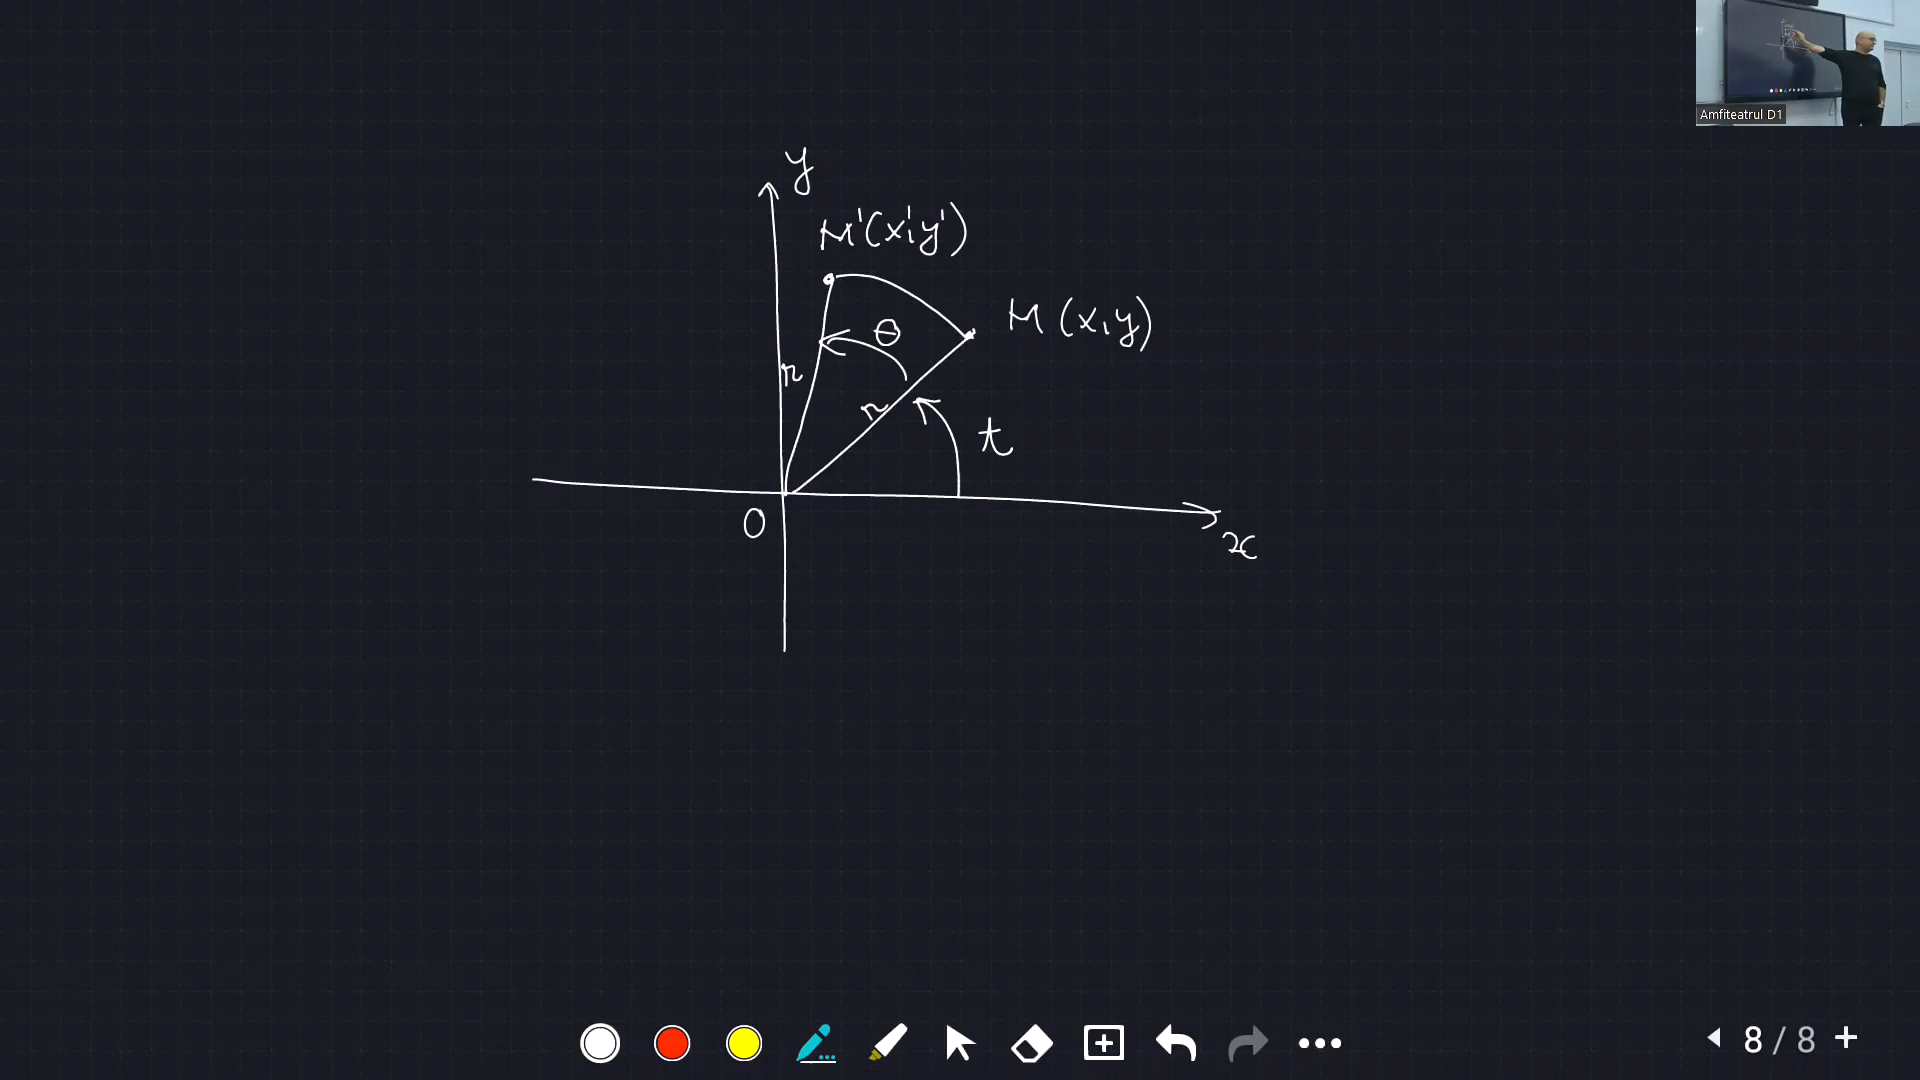 Amfiteatrul D1
y
M'(x',y')
M(x,y)
θ
r
r
t
O
x
8 / 8